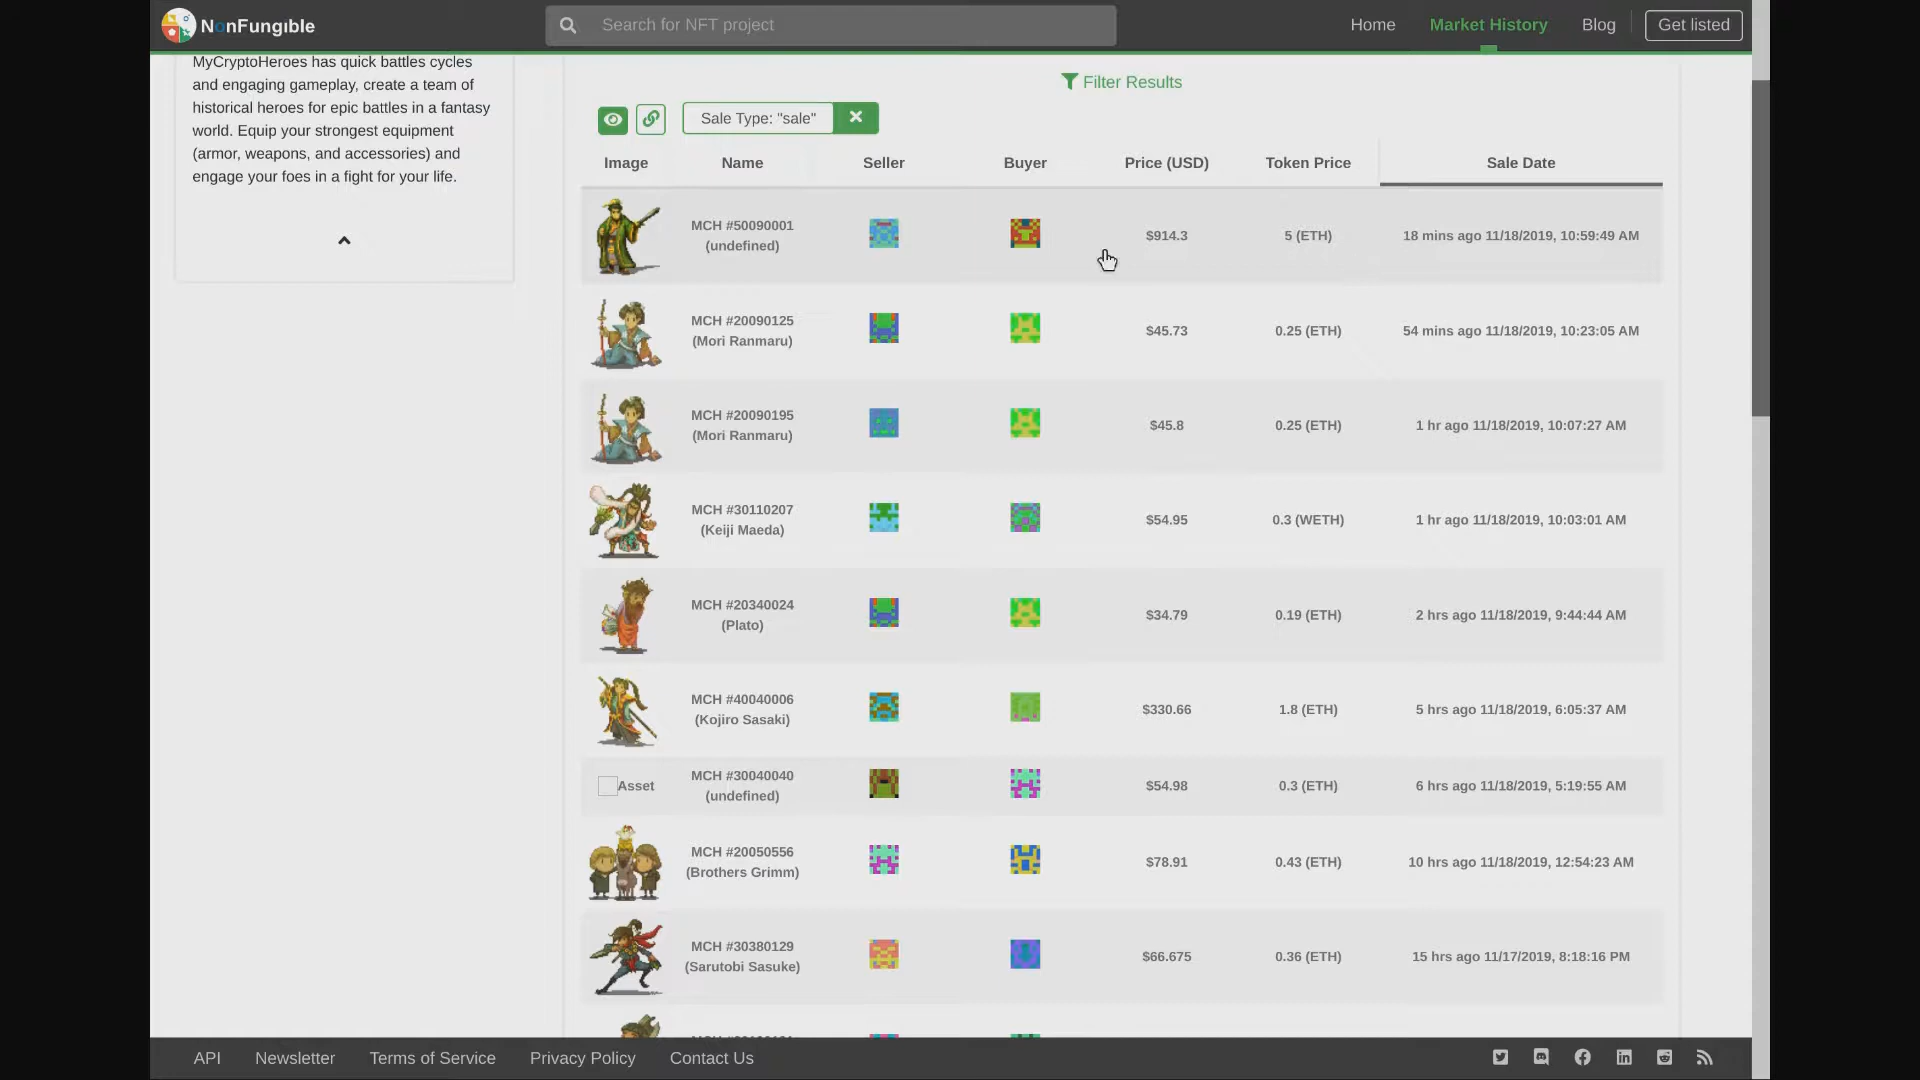 NonFungible
Search for NFT project
Home
Market History
Blog
Get listed
MyCryptoHeroes has quick battles cycles
and engaging gameplay, create a team of
historical heroes for epic battles in a fantasy
world. Equip your strongest equipment
(armor, weapons, and accessories) and
engage your foes in a fight for your life.
Filter Results
Sale Type: "sale"
Image Name Seller Buyer Price (USD) Token Price Sale Date
MCH #50090001
(undefined)
$914.3 5 (ETH) 18 mins ago 11/18/2019, 10:59:49 AM
MCH #20090125
(Mori Ranmaru)
$45.73 0.25 (ETH) 54 mins ago 11/18/2019, 10:23:05 AM
MCH #20090195
(Mori Ranmaru)
$45.8 0.25 (ETH) 1 hr ago 11/18/2019, 10:07:27 AM
MCH #30110207
(Keiji Maeda)
$54.95 0.3 (WETH) 1 hr ago 11/18/2019, 10:03:01 AM
MCH #20340024
(Plato)
$34.79 0.19 (ETH) 2 hrs ago 11/18/2019, 9:44:44 AM
MCH #40040006
(Kojiro Sasaki)
$330.66 1.8 (ETH) 5 hrs ago 11/18/2019, 6:05:37 AM
Asset
MCH #30040040
(undefined)
$54.98 0.3 (ETH) 6 hrs ago 11/18/2019, 5:19:55 AM
MCH #20050556
(Brothers Grimm)
$78.91 0.43 (ETH) 10 hrs ago 11/18/2019, 12:54:23 AM
MCH #30380129
(Sarutobi Sasuke)
$66.675 0.36 (ETH) 15 hrs ago 11/17/2019, 8:18:16 PM
API Newsletter Terms of Service Privacy Policy Contact Us